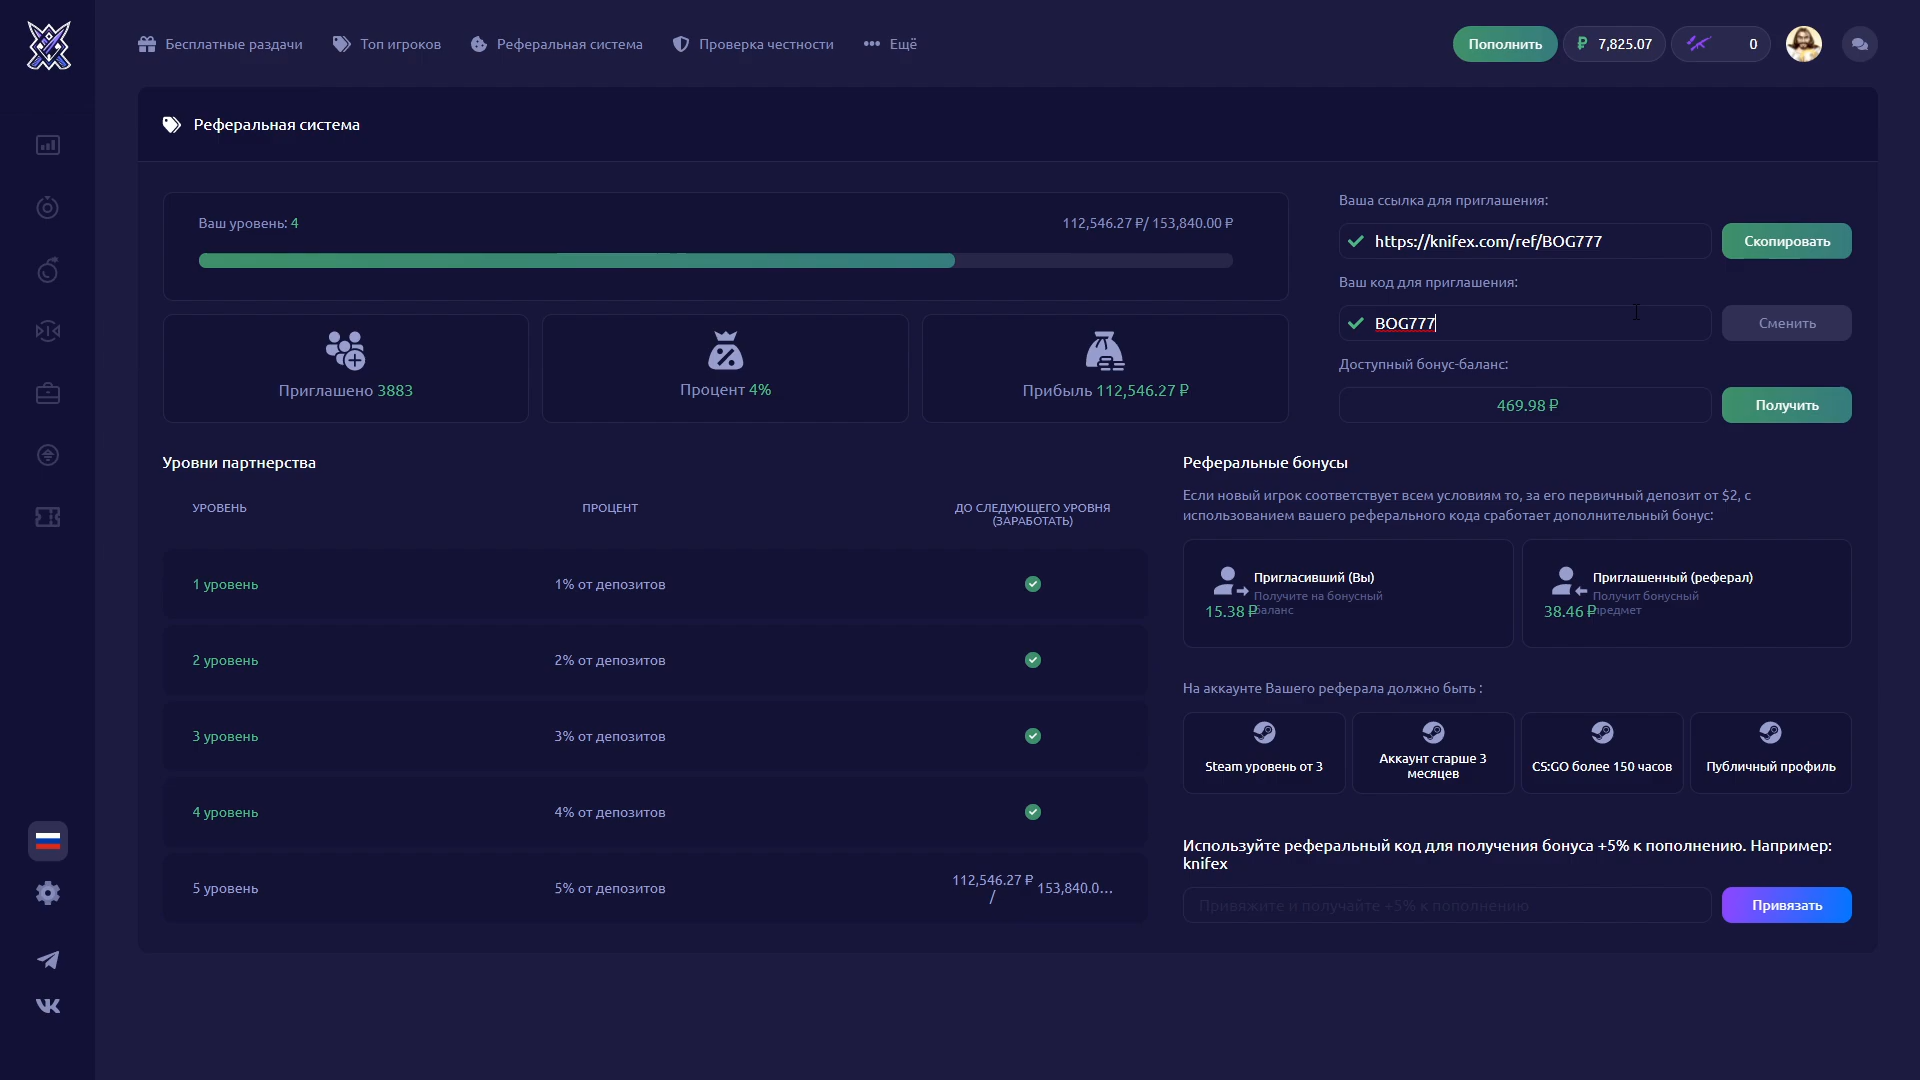 Бесплатные раздачи
Топ игроков
Реферальная система
Проверка честности
Ещё
Пополнить
₽ 7,825.07
0
Реферальная система
Ваш уровень: 4
112,546.27 ₽/ 153,840.00 ₽
Приглашено 3883
Процент 4%
Прибыль 112,546.27 ₽
Ваша ссылка для приглашения:
https://knifex.com/ref/BOG777
Скопировать
Ваш код для приглашения:
BOG777
Сменить
Доступный бонус-баланс:
469.98 ₽
Получить
Уровни партнерства
УРОВЕНЬ
ПРОЦЕНТ
ДО СЛЕДУЮЩЕГО УРОВНЯ
(ЗАРАБОТАТЬ)
1 уровень
1% от депозитов
2 уровень
2% от депозитов
3 уровень
3% от депозитов
4 уровень
4% от депозитов
5 уровень
5% от депозитов
112,546.27 ₽
/
153,840.0...
Реферальные бонусы
Если новый игрок соответствует всем условиям то, за его первичный депозит от $2, с
использованием вашего реферального кода сработает дополнительный бонус:
Пригласивший (Вы)
Получите на бонусный
баланс
15.38 ₽
Приглашенный (реферал)
Получит бонусный
предмет
38.46 ₽
На аккаунте Вашего реферала должно быть :
Steam уровень от 3
Аккаунт старше 3
месяцев
CS:GO более 150 часов
Публичный профиль
Используйте реферальный код для получения бонуса +5% к пополнению. Например:
knifex
Привяжите и получайте +5% к пополнению
Привязать